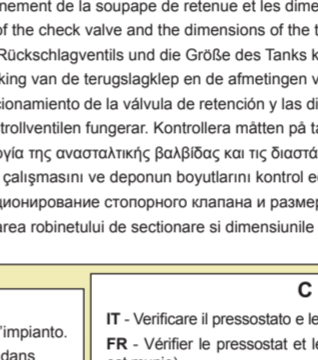 nement de la soupape de retenue et les dime
of the check valve and the dimensions of the t
Rückschlagventils und die Größe des Tanks k
king van de terugslagklep en de afmetingen v
cionamiento de la válvula de retención y las di
trollventilen fungerar. Kontrollera måtten på ta
ογία της ανασταλτικής βαλβίδας και τις διαστά
çalışmasını ve deponun boyutlarını kontrol e
ционирование стопорного клапана и размер
area robinetului de sectionare si dimensiunile
C
'impianto.
dans
IT - Verificare il pressostato e le
FR - Vérifier le pressostat et le